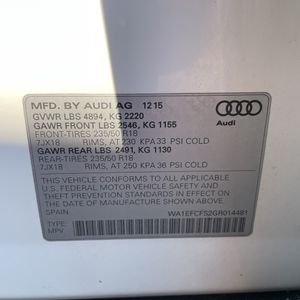 MFD. BY AUDI AG 12 15
GVWR LBS 4894, KG 2220
GAWR FRONT LBS 2546, KG 1155
FRONT-TIRES 235/50 R18
7JX18 RIMS, AT 230 KPA 33 PSI COLD
GAWR REAR LBS 2491, KG 1130
REAR-TIRES 235/50 R18
7JX18 RIMS, AT 250 KPA 36 PSI COLD
Audi
THIS VEHICLE CONFORMS TO ALL APPLICABLE
U.S. FEDERAL MOTOR VEHICLE SAFETY AND
THEFT PREVENTION STANDARDS IN EFFECT ON
THE DATE OF MANUFACTURE SHOWN ABOVE.
SPAIN WA1EFCFS2GR014481
TYPE:
MPV